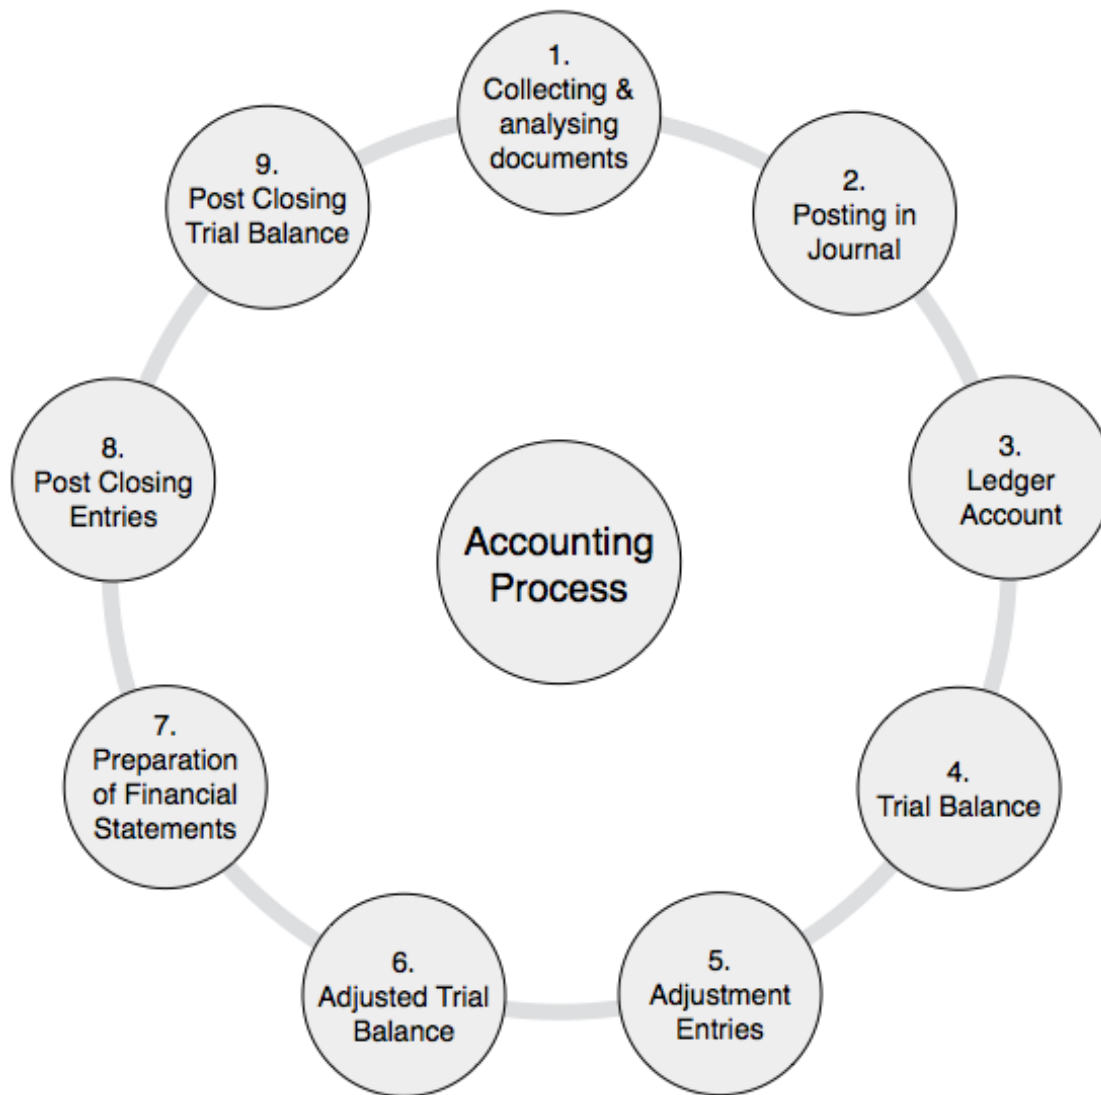 1.
Collecting &
analysing
documents
2.
Posting in
Journal
3.
Ledger
Account
4.
Trial Balance
5.
Adjustment
Entries
6.
Adjusted Trial
Balance
7.
Preparation
of Financial
Statements
8.
Post Closing
Entries
9.
Post Closing
Trial Balance
Accounting
Process